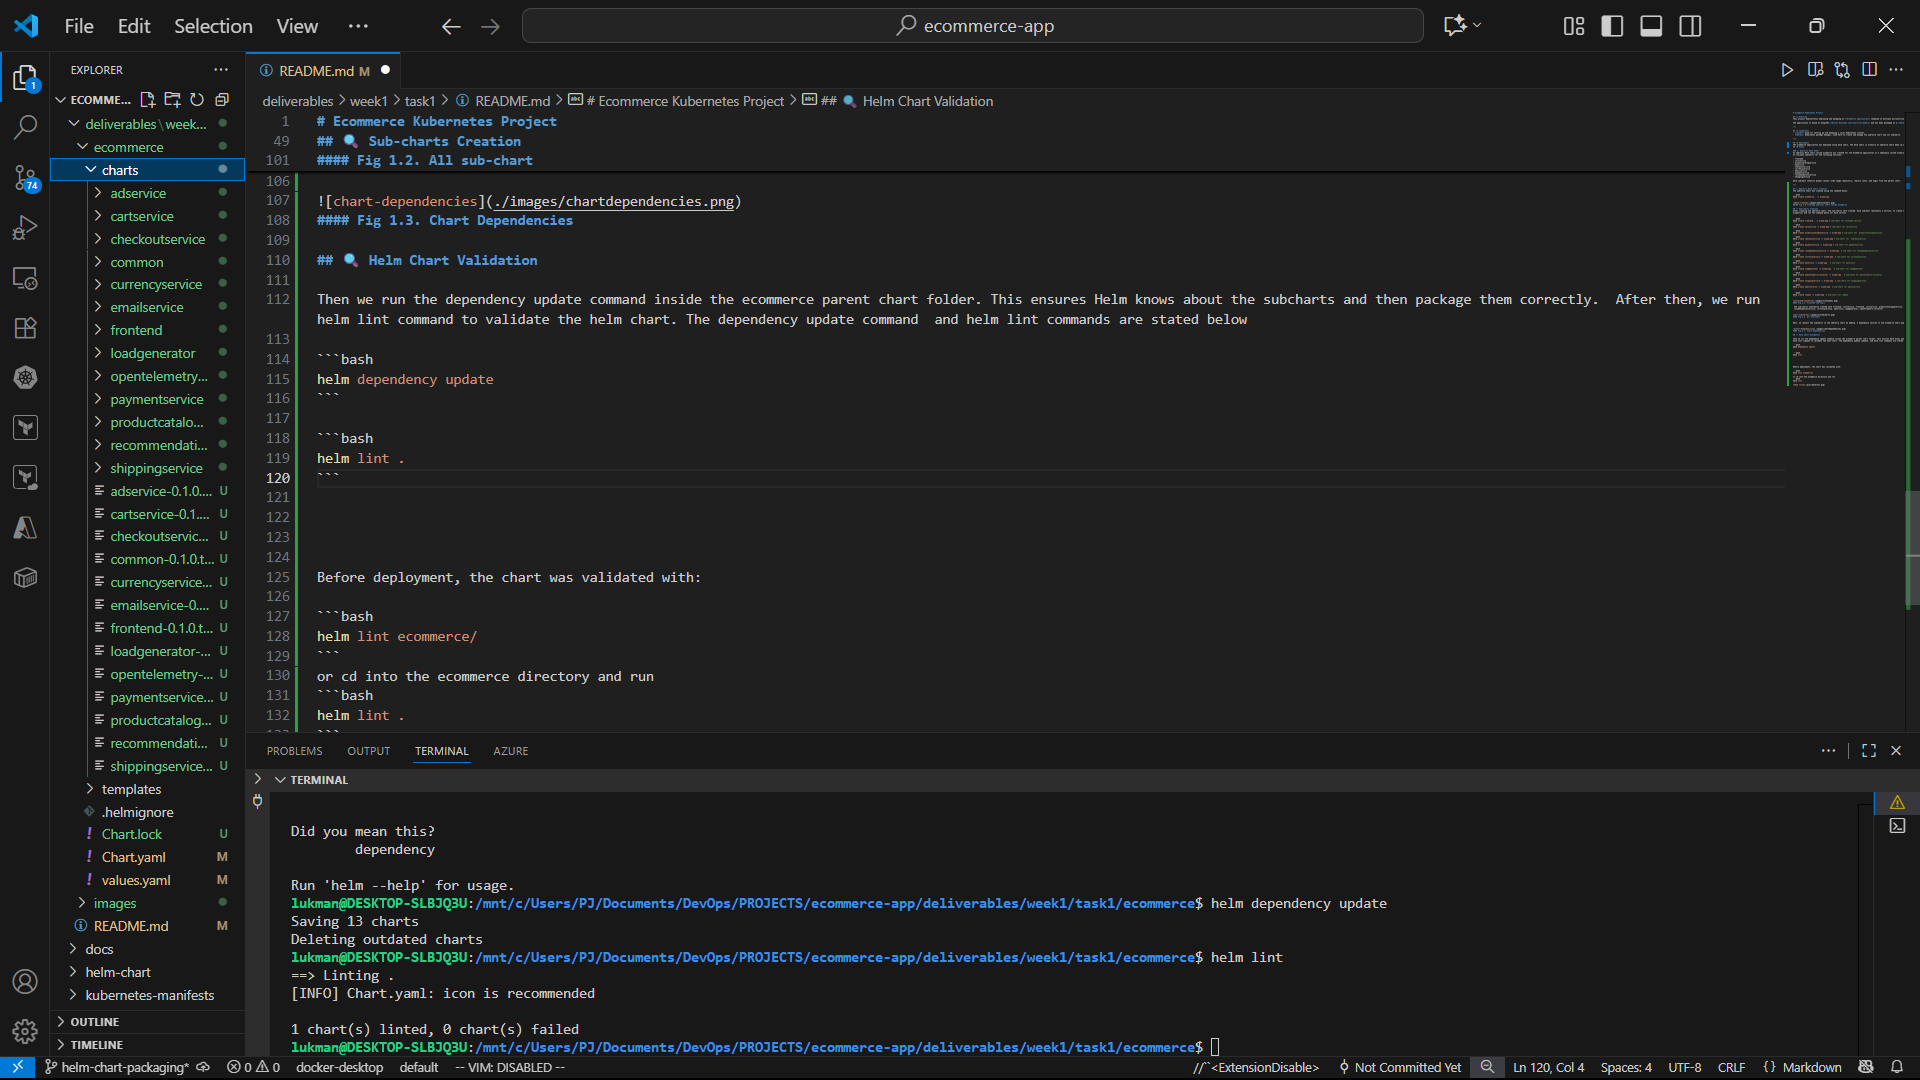 File Edit Selection View ecommerce-app
EXPLORER
ECOMME...
deliverables\week...
ecommerce
charts
adservice
cartservice
checkoutservice
common
currencyservice
emailservice
frontend
loadgenerator
opentelemetry...
paymentservice
productcatalo...
recommendati...
shippingservice
adservice-0.1.0.... U
cartservice-0.1.... U
checkoutservic... U
common-0.1.0.t... U
currencyservice... U
emailservice-0.... U
frontend-0.1.0.t... U
loadgenerator-... U
opentelemetry-... U
paymentservice... U
productcatalog... U
recommendati... U
shippingservice... U
templates
.helmignore
! Chart.lock U
! Chart.yaml M
! values.yaml M
images
README.md M
docs
helm-chart
kubernetes-manifests
OUTLINE
TIMELINE
1
74
README.md M
deliverables > week1 > task1 > README.md > # Ecommerce Kubernetes Project > ## 🔍 Helm Chart Validation
1 # Ecommerce Kubernetes Project
49 ## 🔍 Sub-charts Creation
101 #### Fig 1.2. All sub-chart
106
107 ![chart-dependencies](./images/chartdependencies.png)
108 #### Fig 1.3. Chart Dependencies
109
110 ## 🔍 Helm Chart Validation
111
112 Then we run the dependency update command inside the ecommerce parent chart folder. This ensures Helm knows about the subcharts and then package them correctly.  After then, we run
helm lint command to validate the helm chart. The dependency update command  and helm lint commands are stated below
113
114 ```bash
115 helm dependency update
116 ```
117
118 ```bash
119 helm lint .
120 ```
121
122
123
124
125 Before deployment, the chart was validated with:
126
127 ```bash
128 helm lint ecommerce/
129 ```
130 or cd into the ecommerce directory and run
131 ```bash
132 helm lint .
PROBLEMS OUTPUT TERMINAL AZURE
TERMINAL
Did you mean this?
dependency
Run 'helm --help' for usage.
lukman@DESKTOP-SLBJQ3U:/mnt/c/Users/PJ/Documents/DevOps/PROJECTS/ecommerce-app/deliverables/week1/task1/ecommerce$ helm dependency update
Saving 13 charts
Deleting outdated charts
lukman@DESKTOP-SLBJQ3U:/mnt/c/Users/PJ/Documents/DevOps/PROJECTS/ecommerce-app/deliverables/week1/task1/ecommerce$ helm lint
==> Linting .
[INFO] Chart.yaml: icon is recommended
1 chart(s) linted, 0 chart(s) failed
lukman@DESKTOP-SLBJQ3U:/mnt/c/Users/PJ/Documents/DevOps/PROJECTS/ecommerce-app/deliverables/week1/task1/ecommerce$
helm-chart-packaging* 0 0 docker-desktop default -- VIM: DISABLED -- //¨<ExtensionDisable> Not Committed Yet Ln 120, Col 4 Spaces: 4 UTF-8 CRLF {} Markdown